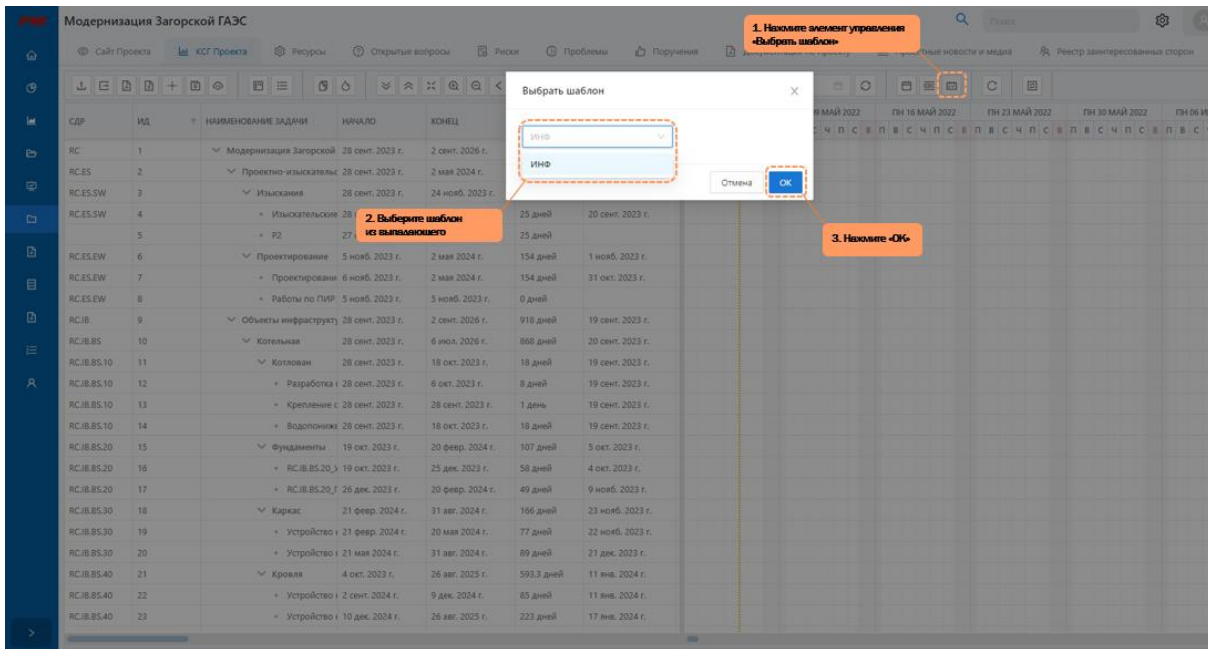 Модернизация Загорской ГАЭС
1. Нажмите элемент управления
«Выбрать шаблон»
Поиск
Сайт Проекта КСГ Проекта Ресурсы Открытые вопросы Риски Проблемы Поручения
новости и медиа Реестр заинтересованных сторон
Выбрать шаблон
ИНФ
ИНФ
Отмена OK
2. Выберите шаблон
из выпадающего
3. Нажмите «ОК»
МАЙ 2022 ПН 16 МАЙ 2022 ПН 23 МАЙ 2022 ПН 30 МАЙ 2022
СДР ИД НАИМЕНОВАНИЕ ЗАДАЧИ НАЧАЛО КОНЕЦ
RC 1 Модернизация Загорской 28 сент. 2023 г. 2 сент. 2026 г.
RC.ES 2 Проектно-изыскательс 28 сент. 2023 г. 2 мая 2024 г.
RC.ES.SW 3 Изыскания 28 сент. 2023 г. 24 нояб. 2023 г.
RC.ES.SW 4 Изыскательские 25 дней 20 сент. 2023 г.
5 P2 27 25 дней
RC.ES.EW 6 Проектирование 5 нояб. 2023 г. 2 мая 2024 г. 154 дней 1 нояб. 2023 г.
RC.ES.EW 7 Проектировани 6 нояб. 2023 г. 2 мая 2024 г. 154 дней 31 окт. 2023 г.
RC.ES.EW 8 Работы по ПИР 5 нояб. 2023 г. 5 нояб. 2023 г. 0 дней
RC.IB 9 Объекты инфраструкт 28 сент. 2023 г. 2 сент. 2026 г. 918 дней 19 сент. 2023 г.
RC.IB.BS 10 Котельная 28 сент. 2023 г. 6 июл. 2026 г. 868 дней 20 сент. 2023 г.
RC.IB.BS.10 11 Котлован 28 сент. 2023 г. 18 окт. 2023 г. 18 дней 19 сент. 2023 г.
RC.IB.BS.10 12 Разработка 28 сент. 2023 г. 6 окт. 2023 г. 8 дней 19 сент. 2023 г.
RC.IB.BS.10 13 Крепление с 28 сент. 2023 г. 28 сент. 2023 г. 1 день 19 сент. 2023 г.
RC.IB.BS.10 14 Водопониж 28 сент. 2023 г. 18 окт. 2023 г. 18 дней 19 сент. 2023 г.
RC.IB.BS.20 15 Фундаменты 19 окт. 2023 г. 20 февр. 2024 г. 107 дней 5 окт. 2023 г.
RC.IB.BS.20 16 RC.IB.BS.20_ 19 окт. 2023 г. 25 дек. 2023 г. 58 дней 4 окт. 2023 г.
RC.IB.BS.20 17 RC.IB.BS.20_ 26 дек. 2023 г. 20 февр. 2024 г. 49 дней 9 нояб. 2023 г.
RC.IB.BS.30 18 Каркас 21 февр. 2024 г. 31 авг. 2024 г. 166 дней 23 нояб. 2023 г.
RC.IB.BS.30 19 Устройство 21 февр. 2024 г. 20 мая 2024 г. 77 дней 22 нояб. 2023 г.
RC.IB.BS.30 20 Устройство 21 мая 2024 г. 31 авг. 2024 г. 89 дней 21 дек. 2023 г.
RC.IB.BS.40 21 Кровля 4 окт. 2023 г. 26 авг. 2025 г. 593.3 дней 11 янв. 2024 г.
RC.IB.BS.40 22 Устройство 2 сент. 2024 г. 9 дек. 2024 г. 85 дней 11 янв. 2024 г.
RC.IB.BS.40 23 Устройство 10 дек. 2024 г. 26 авг. 2025 г. 223 дней 17 янв. 2024 г.